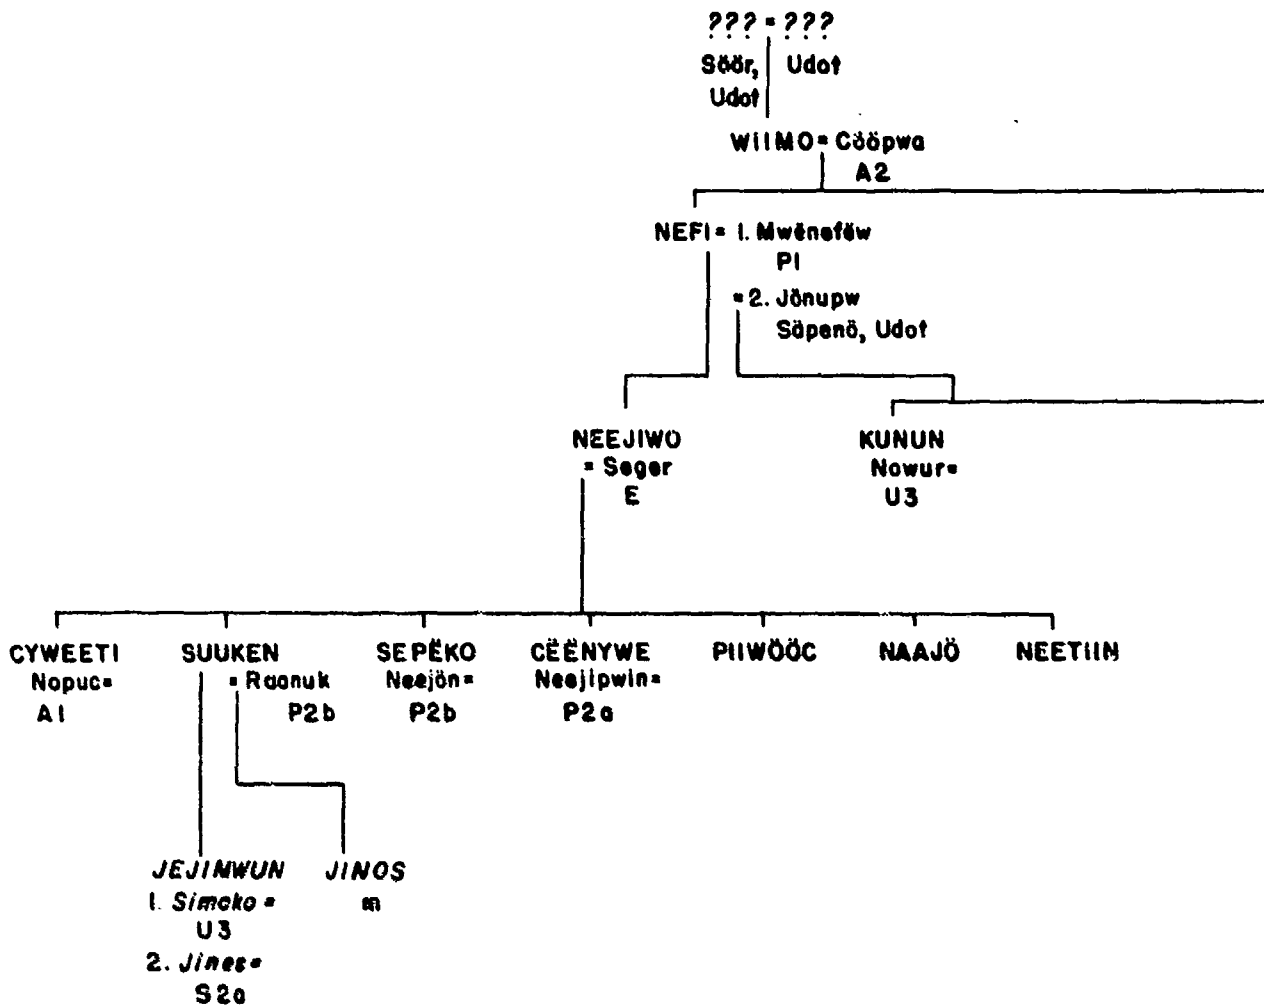 ??? = ???
Söör, Udot
Udot
WIIMO = Cööpwa
A2
NEFI = 1. Mwënefëw
P1
=2. Jönupw
Söpenö, Udot
NEEJIWO KUNUN
= Seger Nowur=
E U3
CYWEETI SUUKEN SEPËKO CËËNYWE PIIWÖÖC NAAJÖ NEETIIN
Nopuc= = Raanuk Neejön= Neejipwin=
A1 P2b P2b P2a
JEJIMWUN JINOS
1. Simoko = m
U3
2. Jines=
S2a